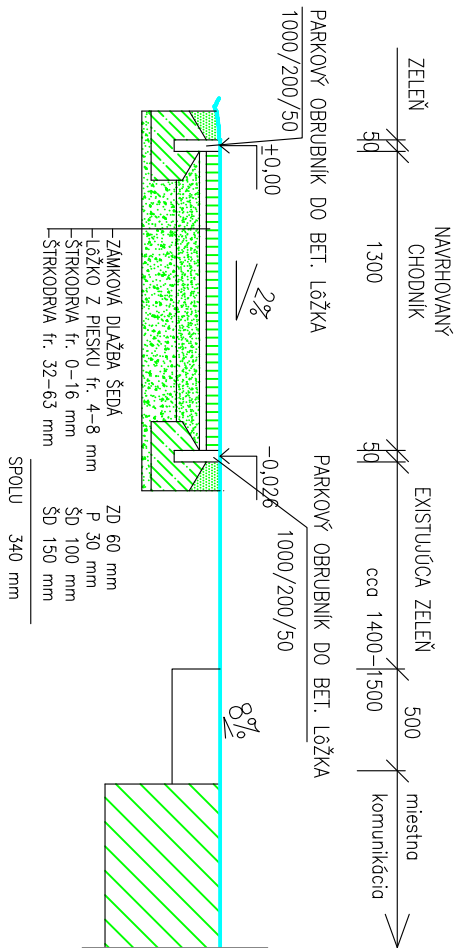 ZELEŇ
50
NAVRHOVANÝ
CHODNÍK
1300
50
EXISTUJÚCA ZELEŇ
cca 1400-1500
500
miestna
komunikácia
PARKOVÝ OBRUBNÍK DO BET. LôŽKA
1000/200/50
PARKOVÝ OBRUBNÍK DO BET. LôŽKA
1000/200/50
±0,00
2%
-0,026
8%
ZÁMKOVÁ DLAŽBA ŠEDÁ ZD 60 mm
LôŽKO Z PIESKU fr. 4-8 mm P 30 mm
ŠTRKODRVA fr. 0-16 mm ŠD 100 mm
ŠTRKODRVA fr. 32-63 mm ŠD 150 mm
SPOLU 340 mm